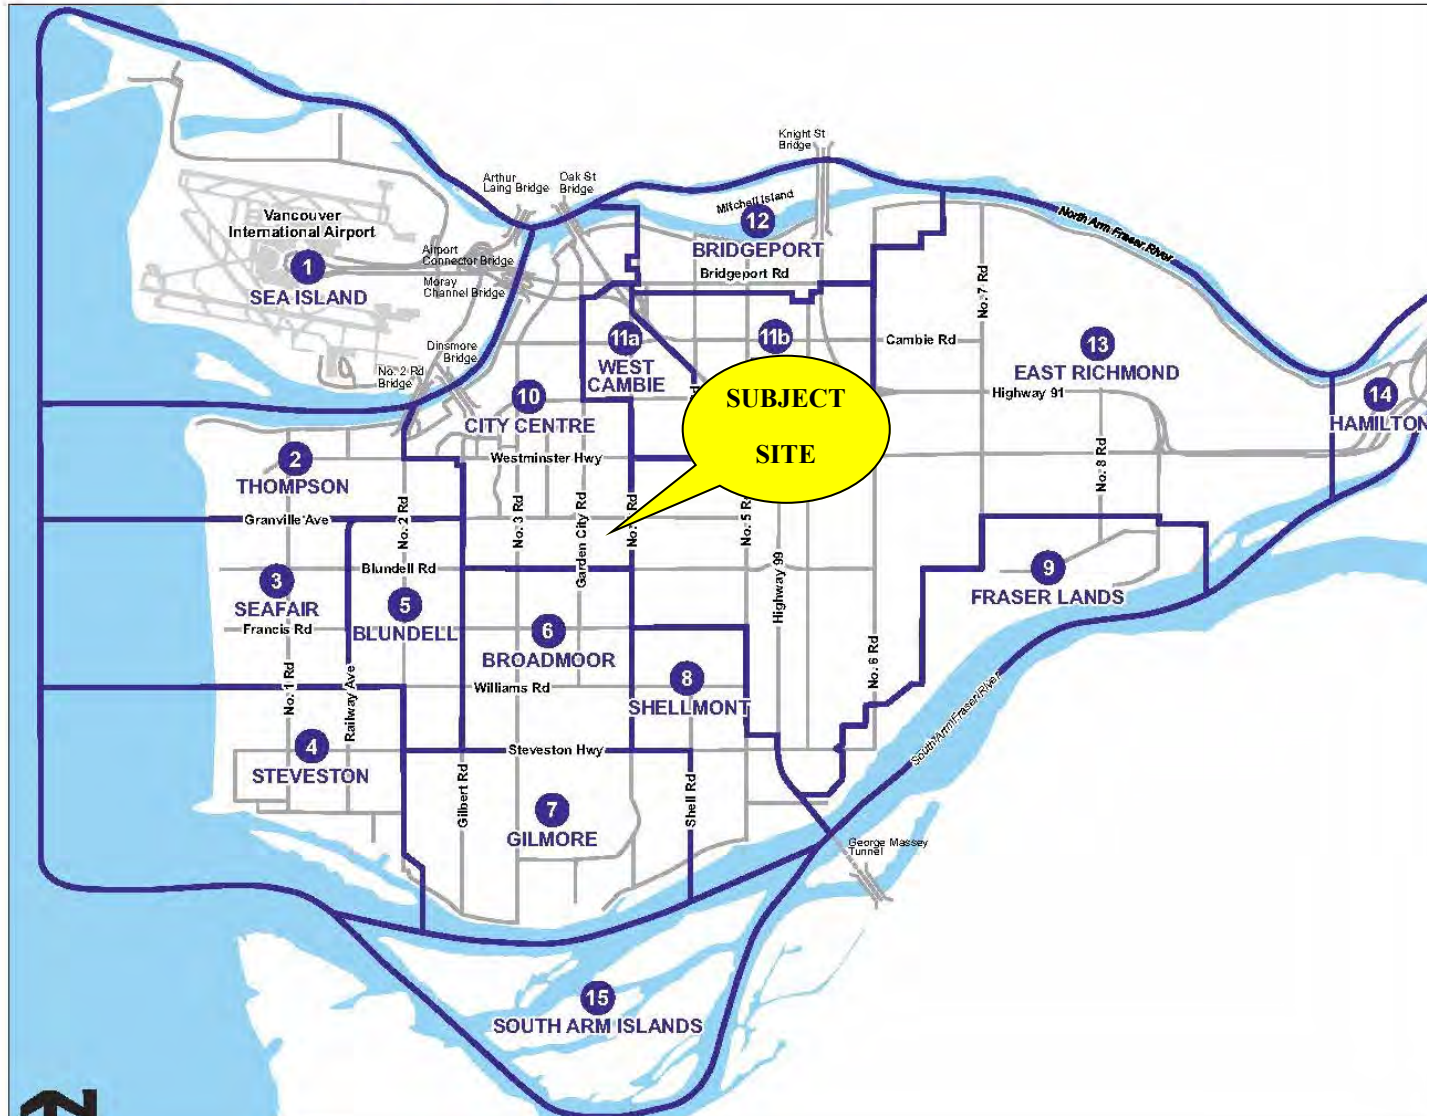 Knight St
Bridge
Arthur
Laing Bridge
Oak St
Bridge
Mitchell Island
12
BRIDGEPORT
Bridgeport Rd
North Arm Fraser River
Vancouver
International Airport
1
SEA ISLAND
Airport
Connector Bridge
Moray
Channel Bridge
No. 7 Rd
Dinsmore
Bridge
No. 2 Rd
Bridge
11a
WEST
CAMBIE
11b
Cambie Rd
13
EAST RICHMOND
Highway 91
14
HAMILTON
10
CITY CENTRE
SUBJECT
SITE
2
THOMPSON
Westminster Hwy
No. 8 Rd
Granville Ave
No. 2 Rd
No. 3 Rd
Garden City Rd
No. 5 R
Highway 99
Blundell Rd
3
SEAFAIR
5
BLUNDELL
6
BROADMOOR
9
FRASER LANDS
Francis Rd
No. 1 Rd
Railway Ave
Williams Rd
8
SHELLMONT
No. 6 Rd
South Arm Fraser River
4
STEVESTON
Steveston Hwy
Gilbert Rd
7
GILMORE
Shell Rd
George Massey
Tunnel
15
SOUTH ARM ISLANDS